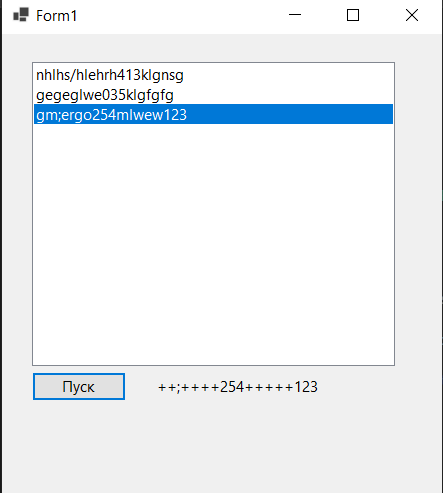 Form1
nhlhs/hlehrh413klgnsg
gegeglwe035klgfgfg
gm;ergo254mlwew123
Пуск ++;++++254+++++123